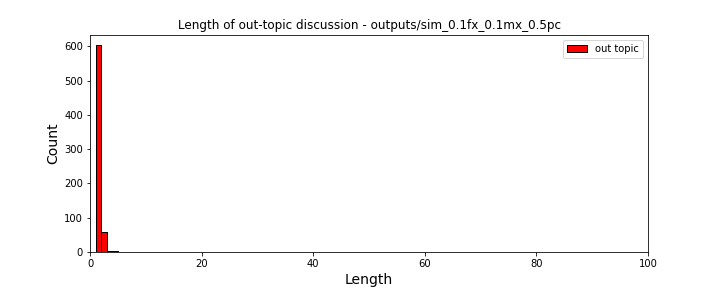 Length of out-topic discussion - outputs/sim_0.1fx_0.1mx_0.5pc
out topic
Count
600
500
400
300
200
100
0
0 20 40 60 80 100
Length